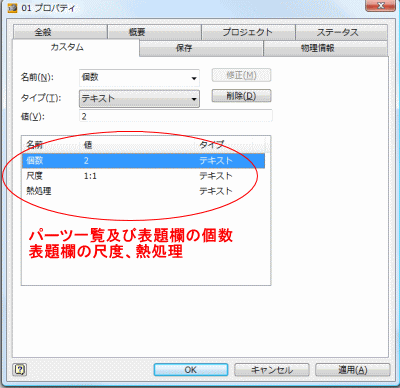 01 プロパティ
全般 概要 プロジェクト ステータス
カスタム 保存 物理情報
名前(N): 個数 修正(M)
タイプ(T): テキスト 削除(D)
値(V): 2
名前 値 タイプ
個数 2 テキスト
尺度 1:1 テキスト
熱処理 テキスト
パーツ一覧及び表題欄の個数
表題欄の尺度、熱処理
OK キャンセル 適用(A)